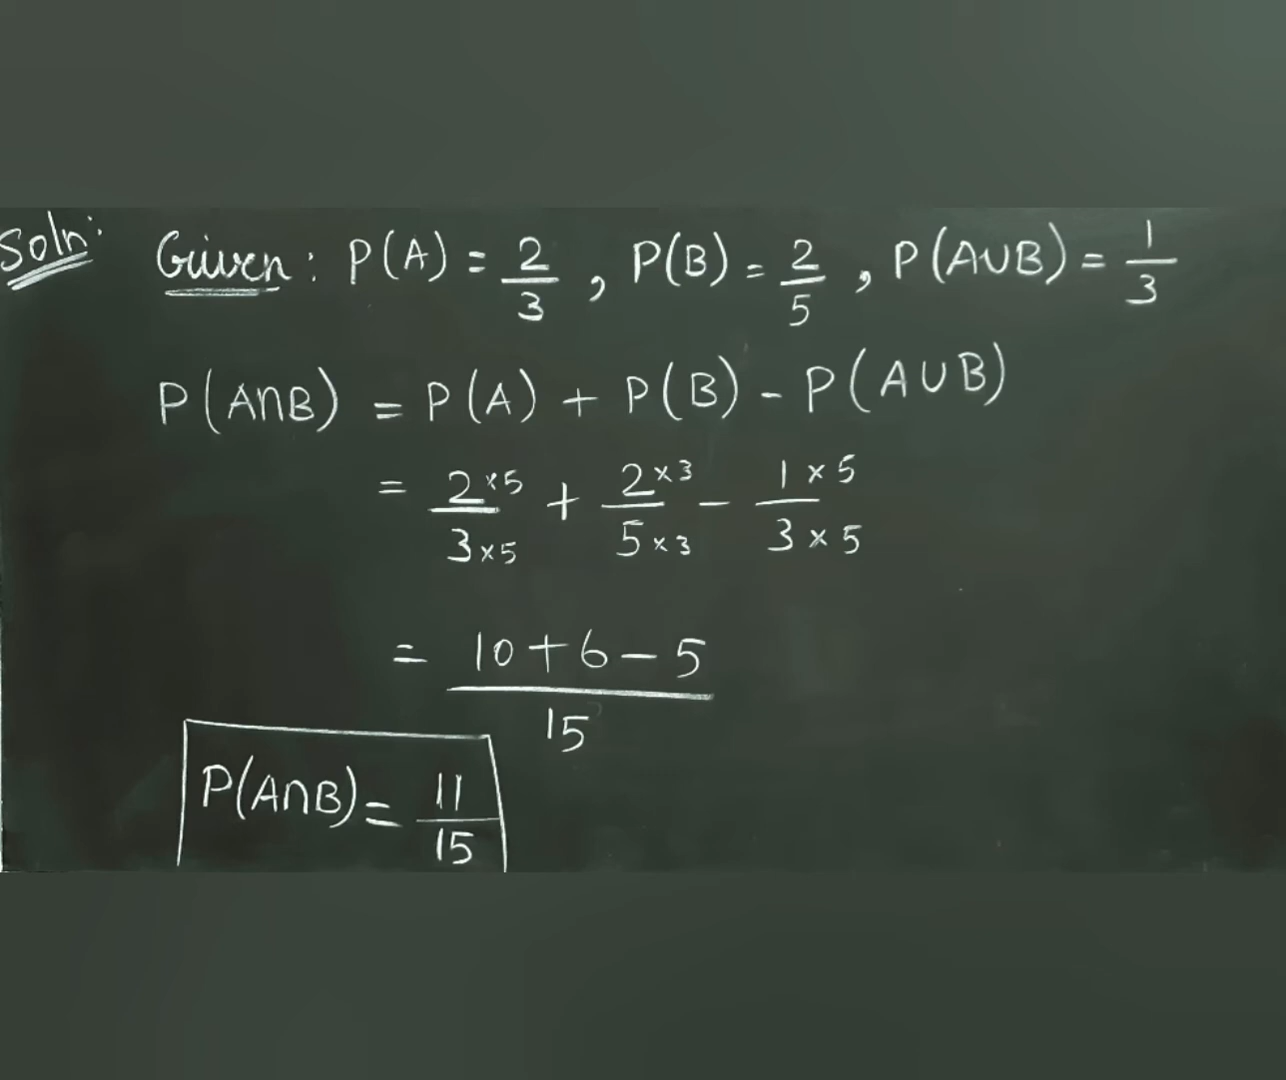 Soln: Given : P(A) = 2/3 , P(B) = 2/5 , P(A∪B) = 1/3
P(A∩B) = P(A) + P(B) - P(A∪B)
= 2×5/3×5 + 2×3/5×3 - 1×5/3×5
= 10+6-5/15
P(A∩B) = 11/15